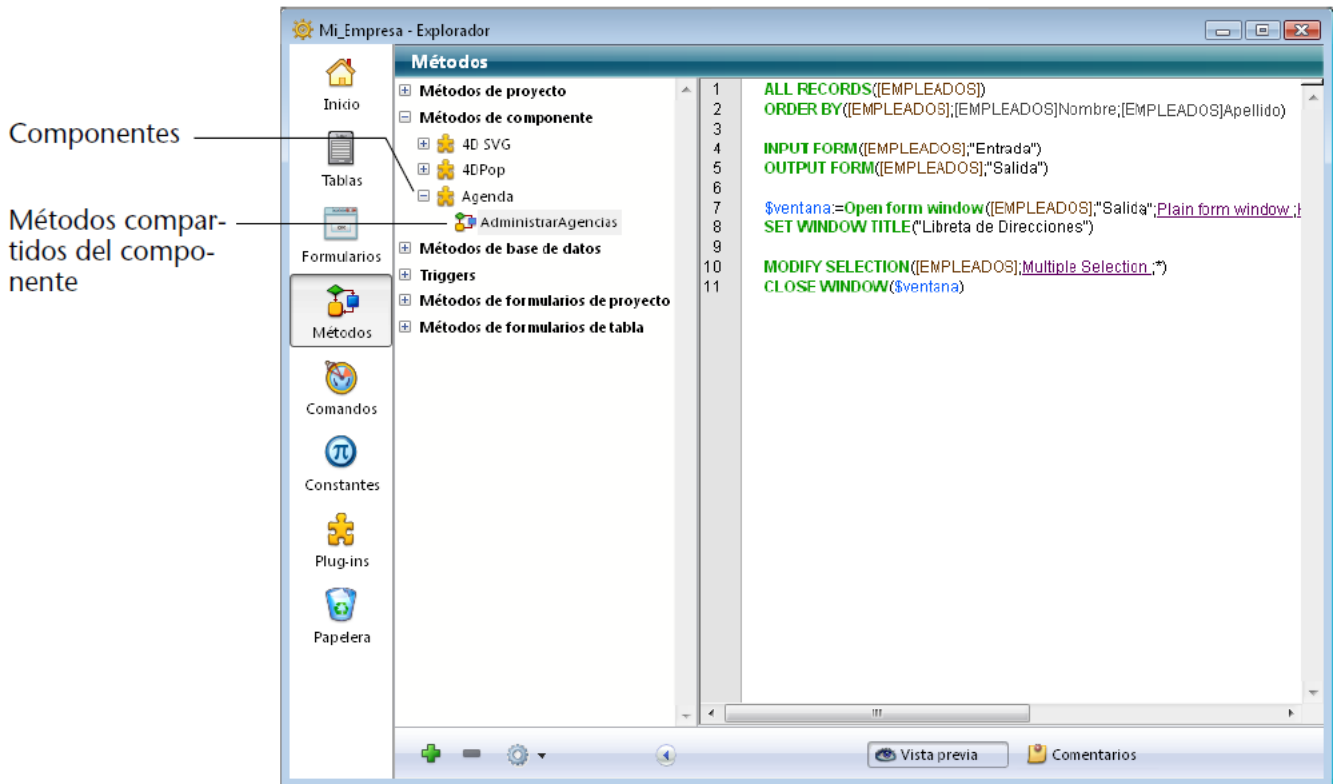 Mi_Empresa - Explorador
Métodos
Inicio
Tablas
Formularios
Métodos
Comandos
Constantes
Plug-ins
Papelera
Componentes
Métodos compar-
tidos del compo-
nente
Métodos de proyecto
Métodos de componente
4D SVG
4DPop
Agenda
AdministrarAgencias
Métodos de base de datos
Triggers
Métodos de formularios de proyecto
Métodos de formularios de tabla
1 ALL RECORDS([EMPLEADOS])
2 ORDER BY([EMPLEADOS];[EMPLEADOS]Nombre;[EMPLEADOS]Apellido)
3
4 INPUT FORM([EMPLEADOS];"Entrada")
5 OUTPUT FORM([EMPLEADOS];"Salida")
6
7 $ventana:=Open form window([EMPLEADOS];"Salida";Plain form window ;
8 SET WINDOW TITLE("Libreta de Direcciones")
9
10 MODIFY SELECTION([EMPLEADOS];Multiple Selection ;*)
11 CLOSE WINDOW($ventana)
Vista previa
Comentarios